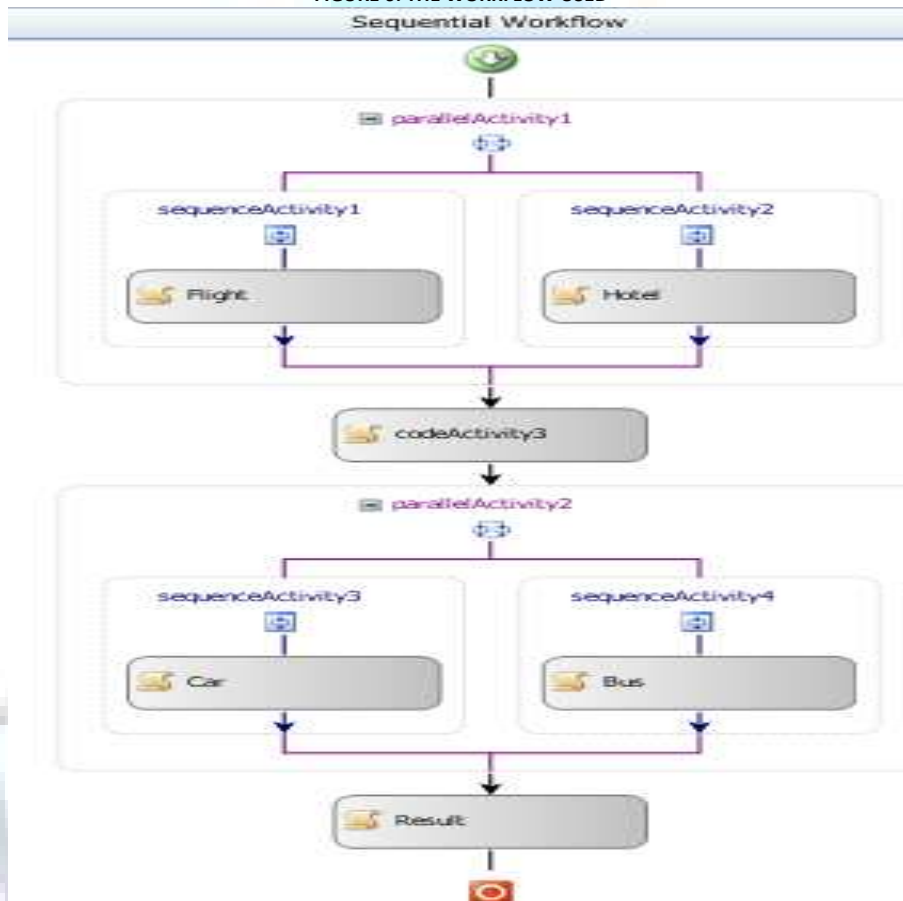 Sequential Workflow
parallelActivity1
sequenceActivity1
sequenceActivity2
Flight
Hotel
codeActivity3
parallelActivity2
sequenceActivity3
sequenceActivity4
Car
Bus
Result